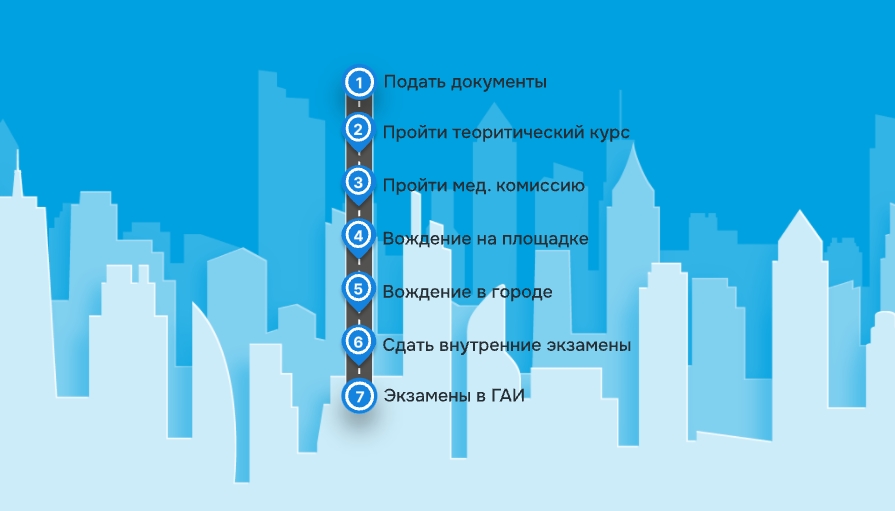 1 Подать документы
2 Пройти теоритический курс
3 Пройти мед. комиссию
4 Вождение на площадке
5 Вождение в городе
6 Сдать внутренние экзамены
7 Экзамены в ГАИ